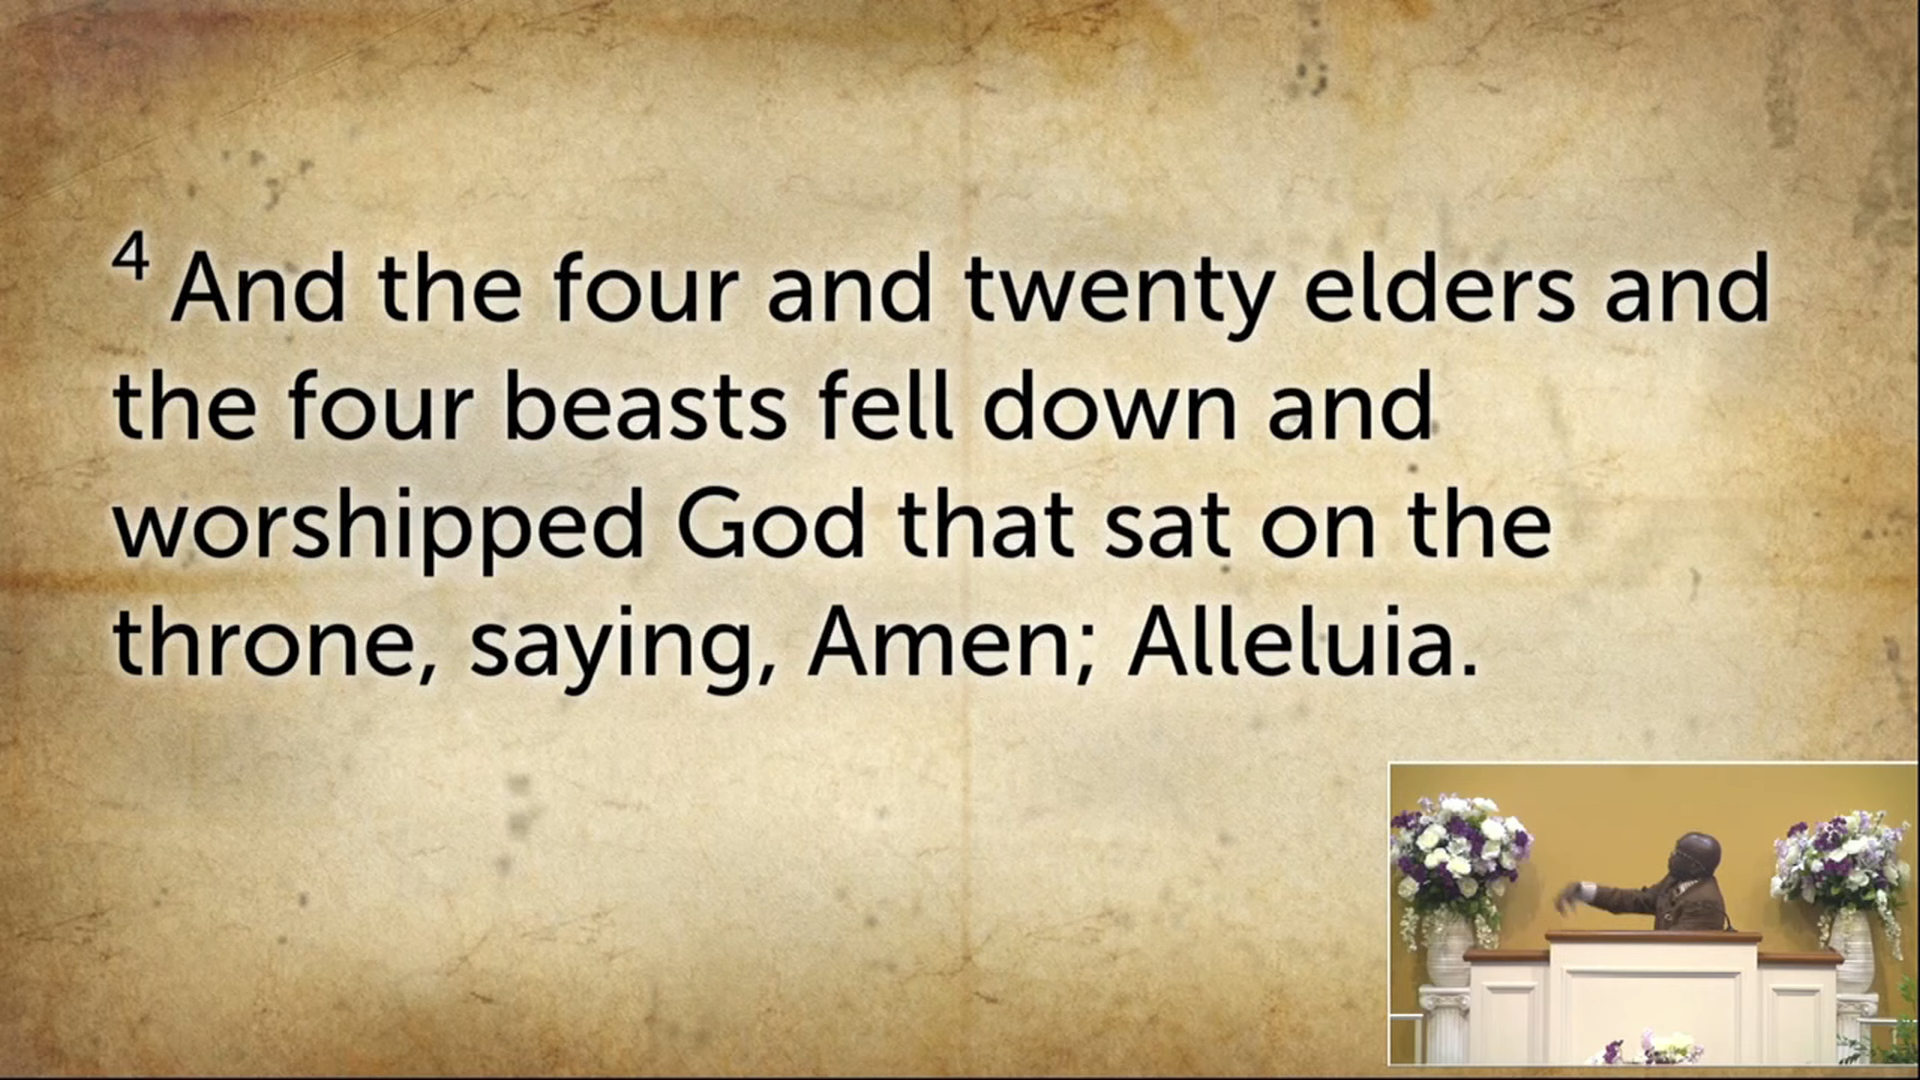 4 And the four and twenty elders and
the four beasts fell down and
worshipped God that sat on the
throne, saying, Amen; Alleluia.